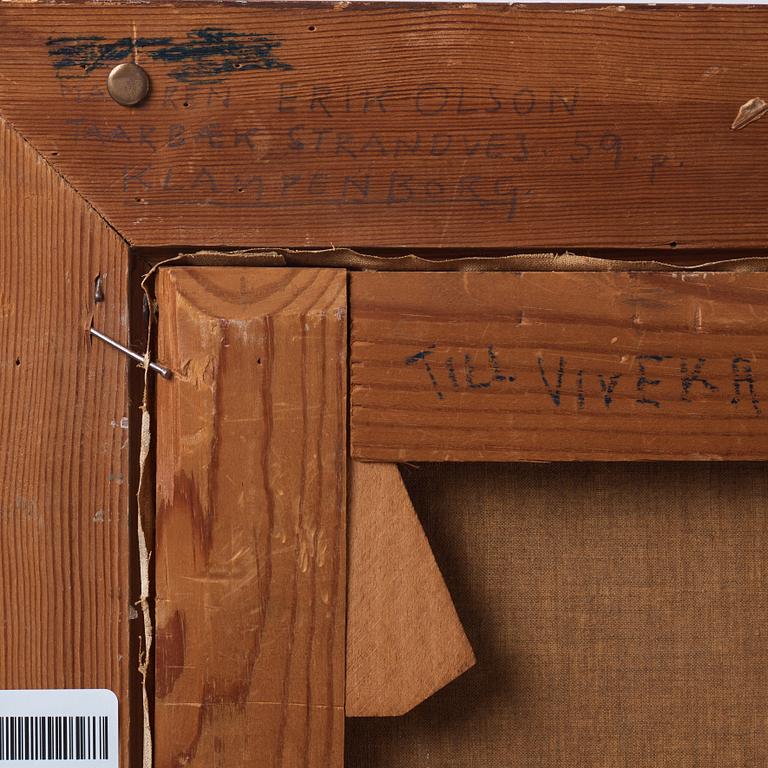 ERIK OLSON
TAARBÆK STRANDVEJ. 59. p.
KLAMPENBORG.
TILL VIVEKA